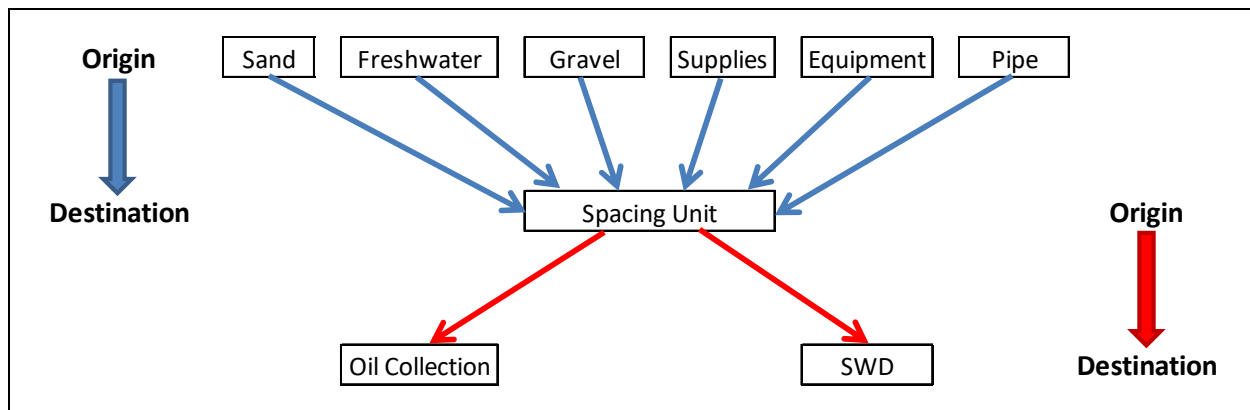 Origin
Sand
Freshwater
Gravel
Supplies
Equipment
Pipe
Destination
Spacing Unit
Origin
Oil Collection
SWD
Destination